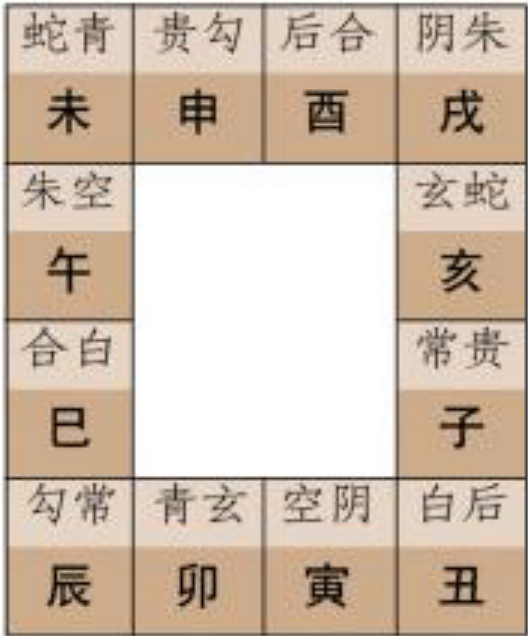 蛇青 贵勾 后合 阴朱
未 申 酉 戌
朱空 玄蛇
午 亥
合白 常贵
巳 子
勾常 青玄 空阴 白后
辰 卯 寅 丑